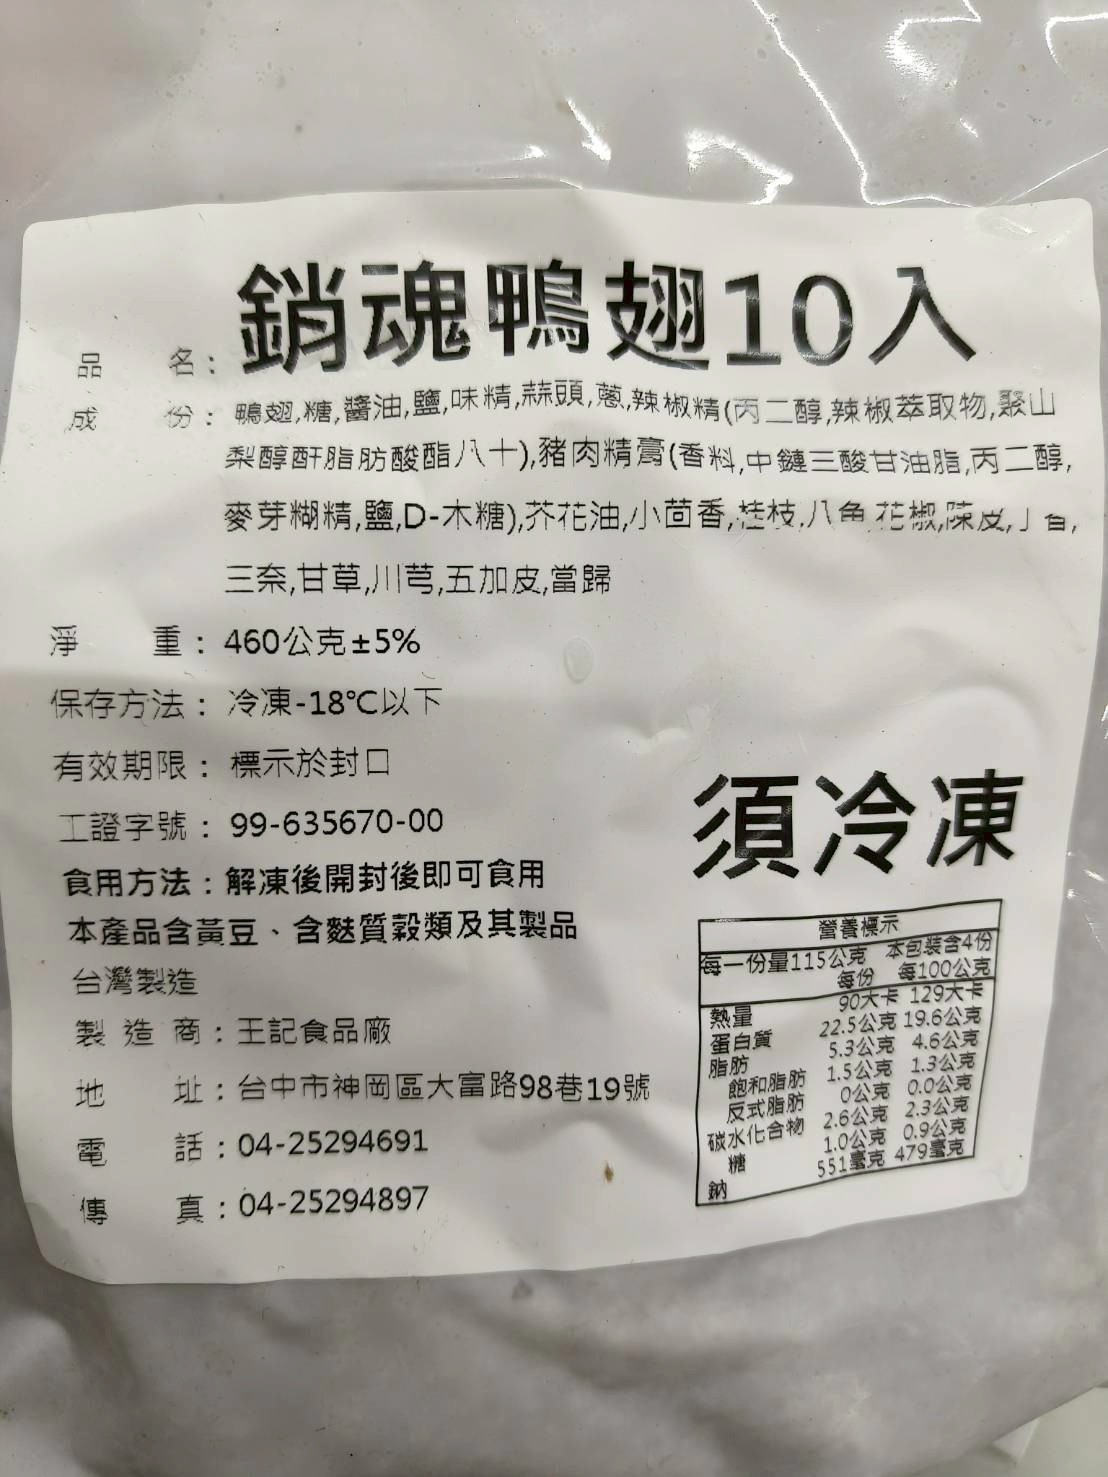 品名：銷魂鴨翅10入
成份：鴨翅,糖,醬油,鹽,味精,蒜頭,蔥,辣椒精(丙二醇,辣椒萃取物,聚山
梨醇酐脂肪酸酯八十),豬肉精膏(香料,中鏈三酸甘油脂,丙二醇,
麥芽糊精,鹽,D-木糖),芥花油,小茴香,桂枝,八角,花椒,陳皮,丁香,
三奈,甘草,川芎,五加皮,當歸
淨重：460公克±5%
保存方法：冷凍-18℃以下
有效期限：標示於封口
工證字號：99-635670-00
食用方法：解凍後開封後即可食用
本產品含黃豆、含麩質穀類及其製品
台灣製造
製造商：王記食品廠
地址：台中市神岡區大富路98巷19號
電話：04-25294691
傳真：04-25294897
須冷凍
營養標示
每一份量115公克 本包裝含4份
每份 每100公克
熱量 90大卡 129大卡
蛋白質 22.5公克 19.6公克
脂肪 5.3公克 4.6公克
飽和脂肪 1.5公克 1.3公克
反式脂肪 0公克 0.0公克
碳水化合物 2.6公克 2.3公克
糖 1.0公克 0.9公克
鈉 551毫克 479毫克